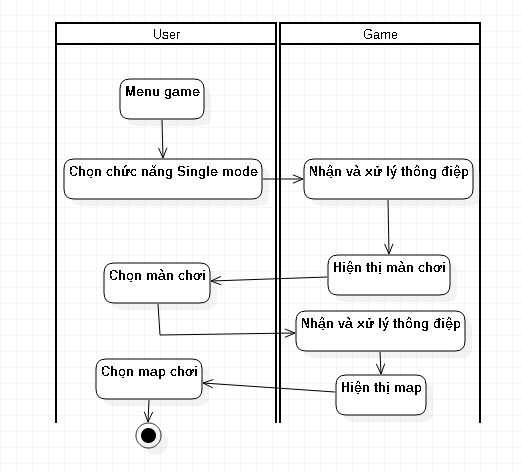 User
Game
Menu game
Chọn chức năng Single mode
Nhận và xử lý thông điệp
Hiện thị màn chơi
Chọn màn chơi
Nhận và xử lý thông điệp
Chọn map chơi
Hiện thị map